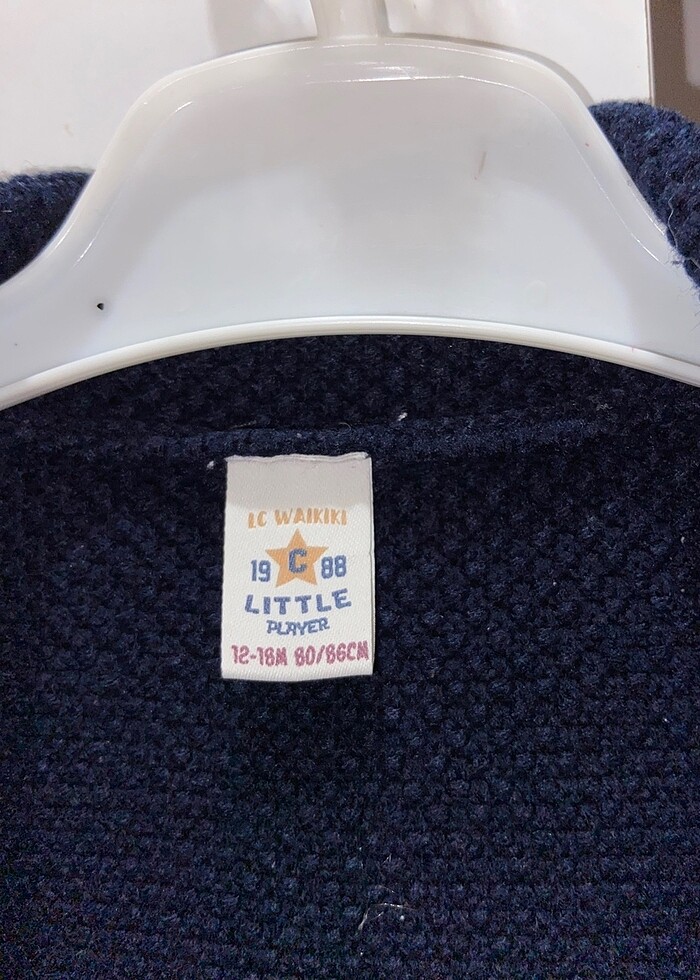 LC WAIKIKI
19 C 88
LITTLE
PLAYER
12-18M 80/86CM